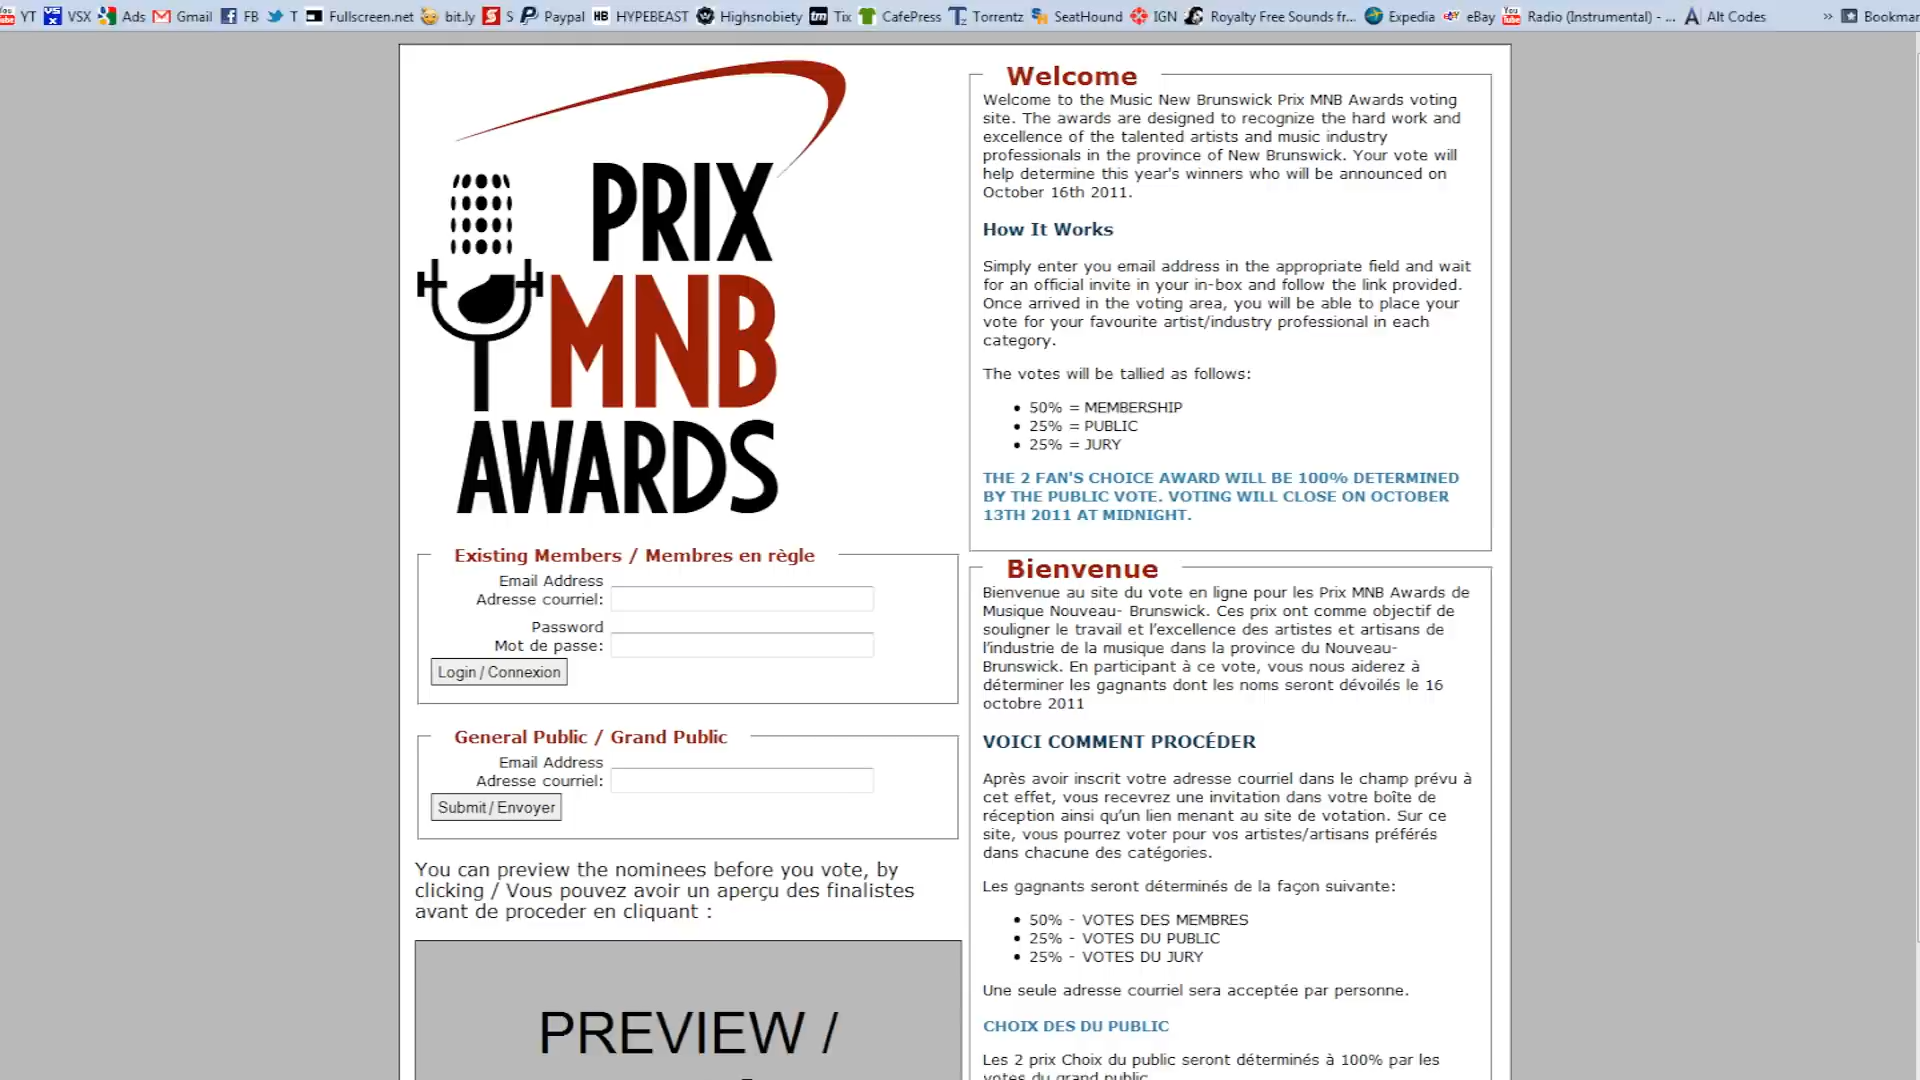 YT VSX Ads Gmail FB T Fullscreen.net bit.ly S Paypal HYPEBEAST Highsnobiety Tix CafePress Torrentz SeatHound IGN Royalty Free Sounds fr... Expedia eBay Radio (Instrumental) - ... Alt Codes » Bookmar
PRIX
MNB
AWARDS
Existing Members / Membres en règle
Email Address
Adresse courriel:
Password
Mot de passe:
Login / Connexion
General Public / Grand Public
Email Address
Adresse courriel:
Submit / Envoyer
You can preview the nominees before you vote, by
clicking / Vous pouvez avoir un aperçu des finalistes
avant de proceder en cliquant :
PREVIEW /
Welcome
Welcome to the Music New Brunswick Prix MNB Awards voting
site. The awards are designed to recognize the hard work and
excellence of the talented artists and music industry
professionals in the province of New Brunswick. Your vote will
help determine this year's winners who will be announced on
October 16th 2011.
How It Works
Simply enter you email address in the appropriate field and wait
for an official invite in your in-box and follow the link provided.
Once arrived in the voting area, you will be able to place your
vote for your favourite artist/industry professional in each
category.
The votes will be tallied as follows:
• 50% = MEMBERSHIP
• 25% = PUBLIC
• 25% = JURY
THE 2 FAN'S CHOICE AWARD WILL BE 100% DETERMINED
BY THE PUBLIC VOTE. VOTING WILL CLOSE ON OCTOBER
13TH 2011 AT MIDNIGHT.
Bienvenue
Bienvenue au site du vote en ligne pour les Prix MNB Awards de
Musique Nouveau- Brunswick. Ces prix ont comme objectif de
souligner le travail et l’excellence des artistes et artisans de
l’industrie de la musique dans la province du Nouveau-
Brunswick. En participant à ce vote, vous nous aiderez à
déterminer les gagnants dont les noms seront dévoilés le 16
octobre 2011
VOICI COMMENT PROCÉDER
Après avoir inscrit votre adresse courriel dans le champ prévu à
cet effet, vous recevrez une invitation dans votre boîte de
réception ainsi qu’un lien menant au site de votation. Sur ce
site, vous pourrez voter pour vos artistes/artisans préférés
dans chacune des catégories.
Les gagnants seront déterminés de la façon suivante:
• 50% - VOTES DES MEMBRES
• 25% - VOTES DU PUBLIC
• 25% - VOTES DU JURY
Une seule adresse courriel sera acceptée par personne.
CHOIX DES DU PUBLIC
Les 2 prix Choix du public seront déterminés à 100% par les
votes du grand public